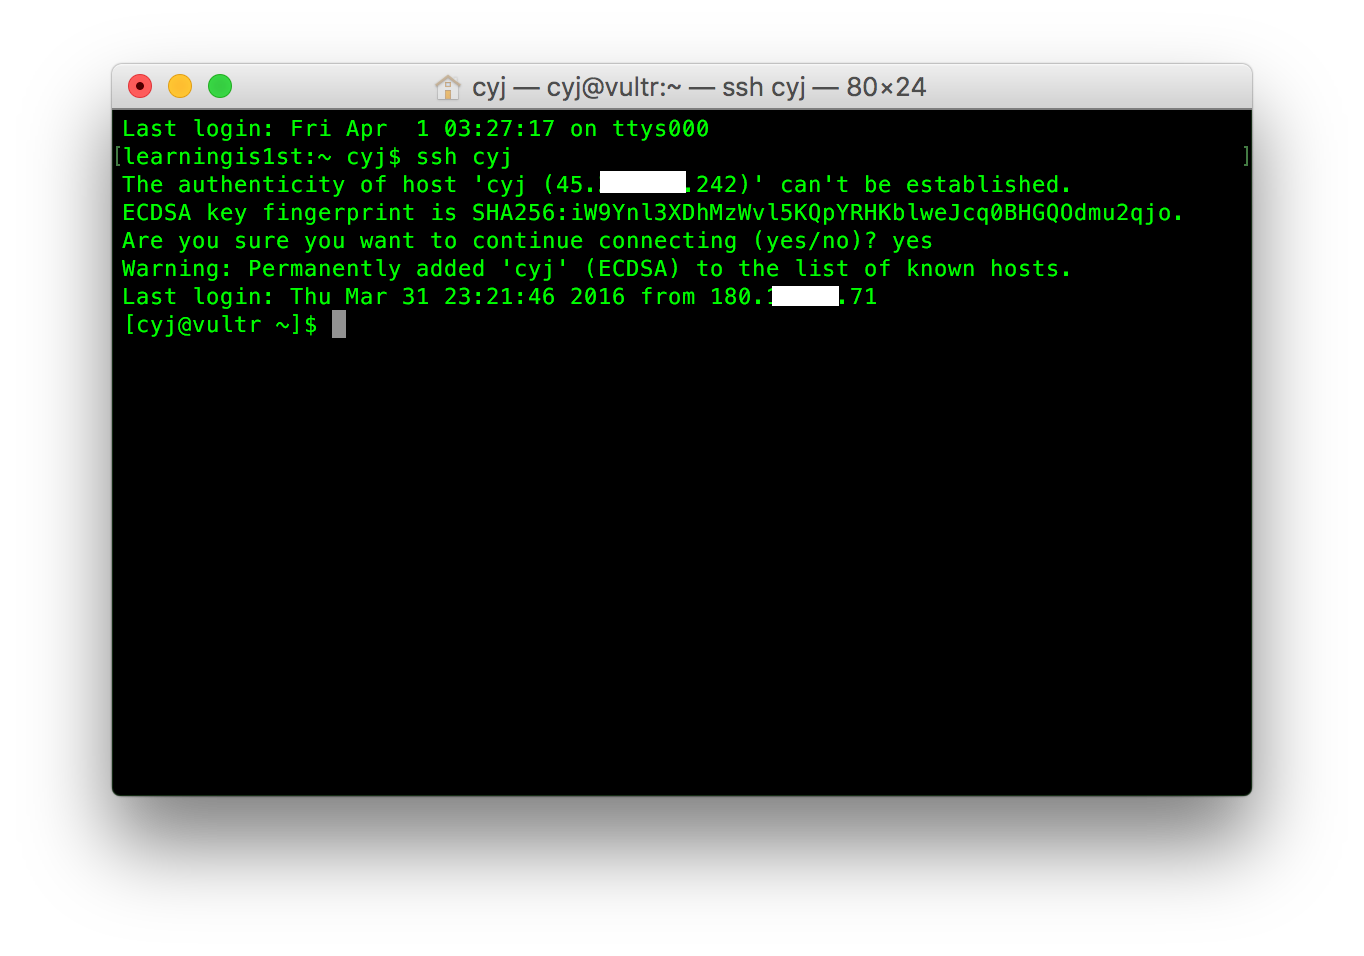 cyj — cyj@vultr:~ — ssh cyj — 80×24
Last login: Fri Apr  1 03:27:17 on ttys000
[learningis1st:~ cyj$ ssh cyj ]
The authenticity of host 'cyj (45. .242)' can't be established.
ECDSA key fingerprint is SHA256:iW9Ynl3XDhMzWvl5KQpYRHKblweJcq0BHGQOdmu2qjo.
Are you sure you want to continue connecting (yes/no)? yes
Warning: Permanently added 'cyj' (ECDSA) to the list of known hosts.
Last login: Thu Mar 31 23:21:46 2016 from 180. .71
[cyj@vultr ~]$